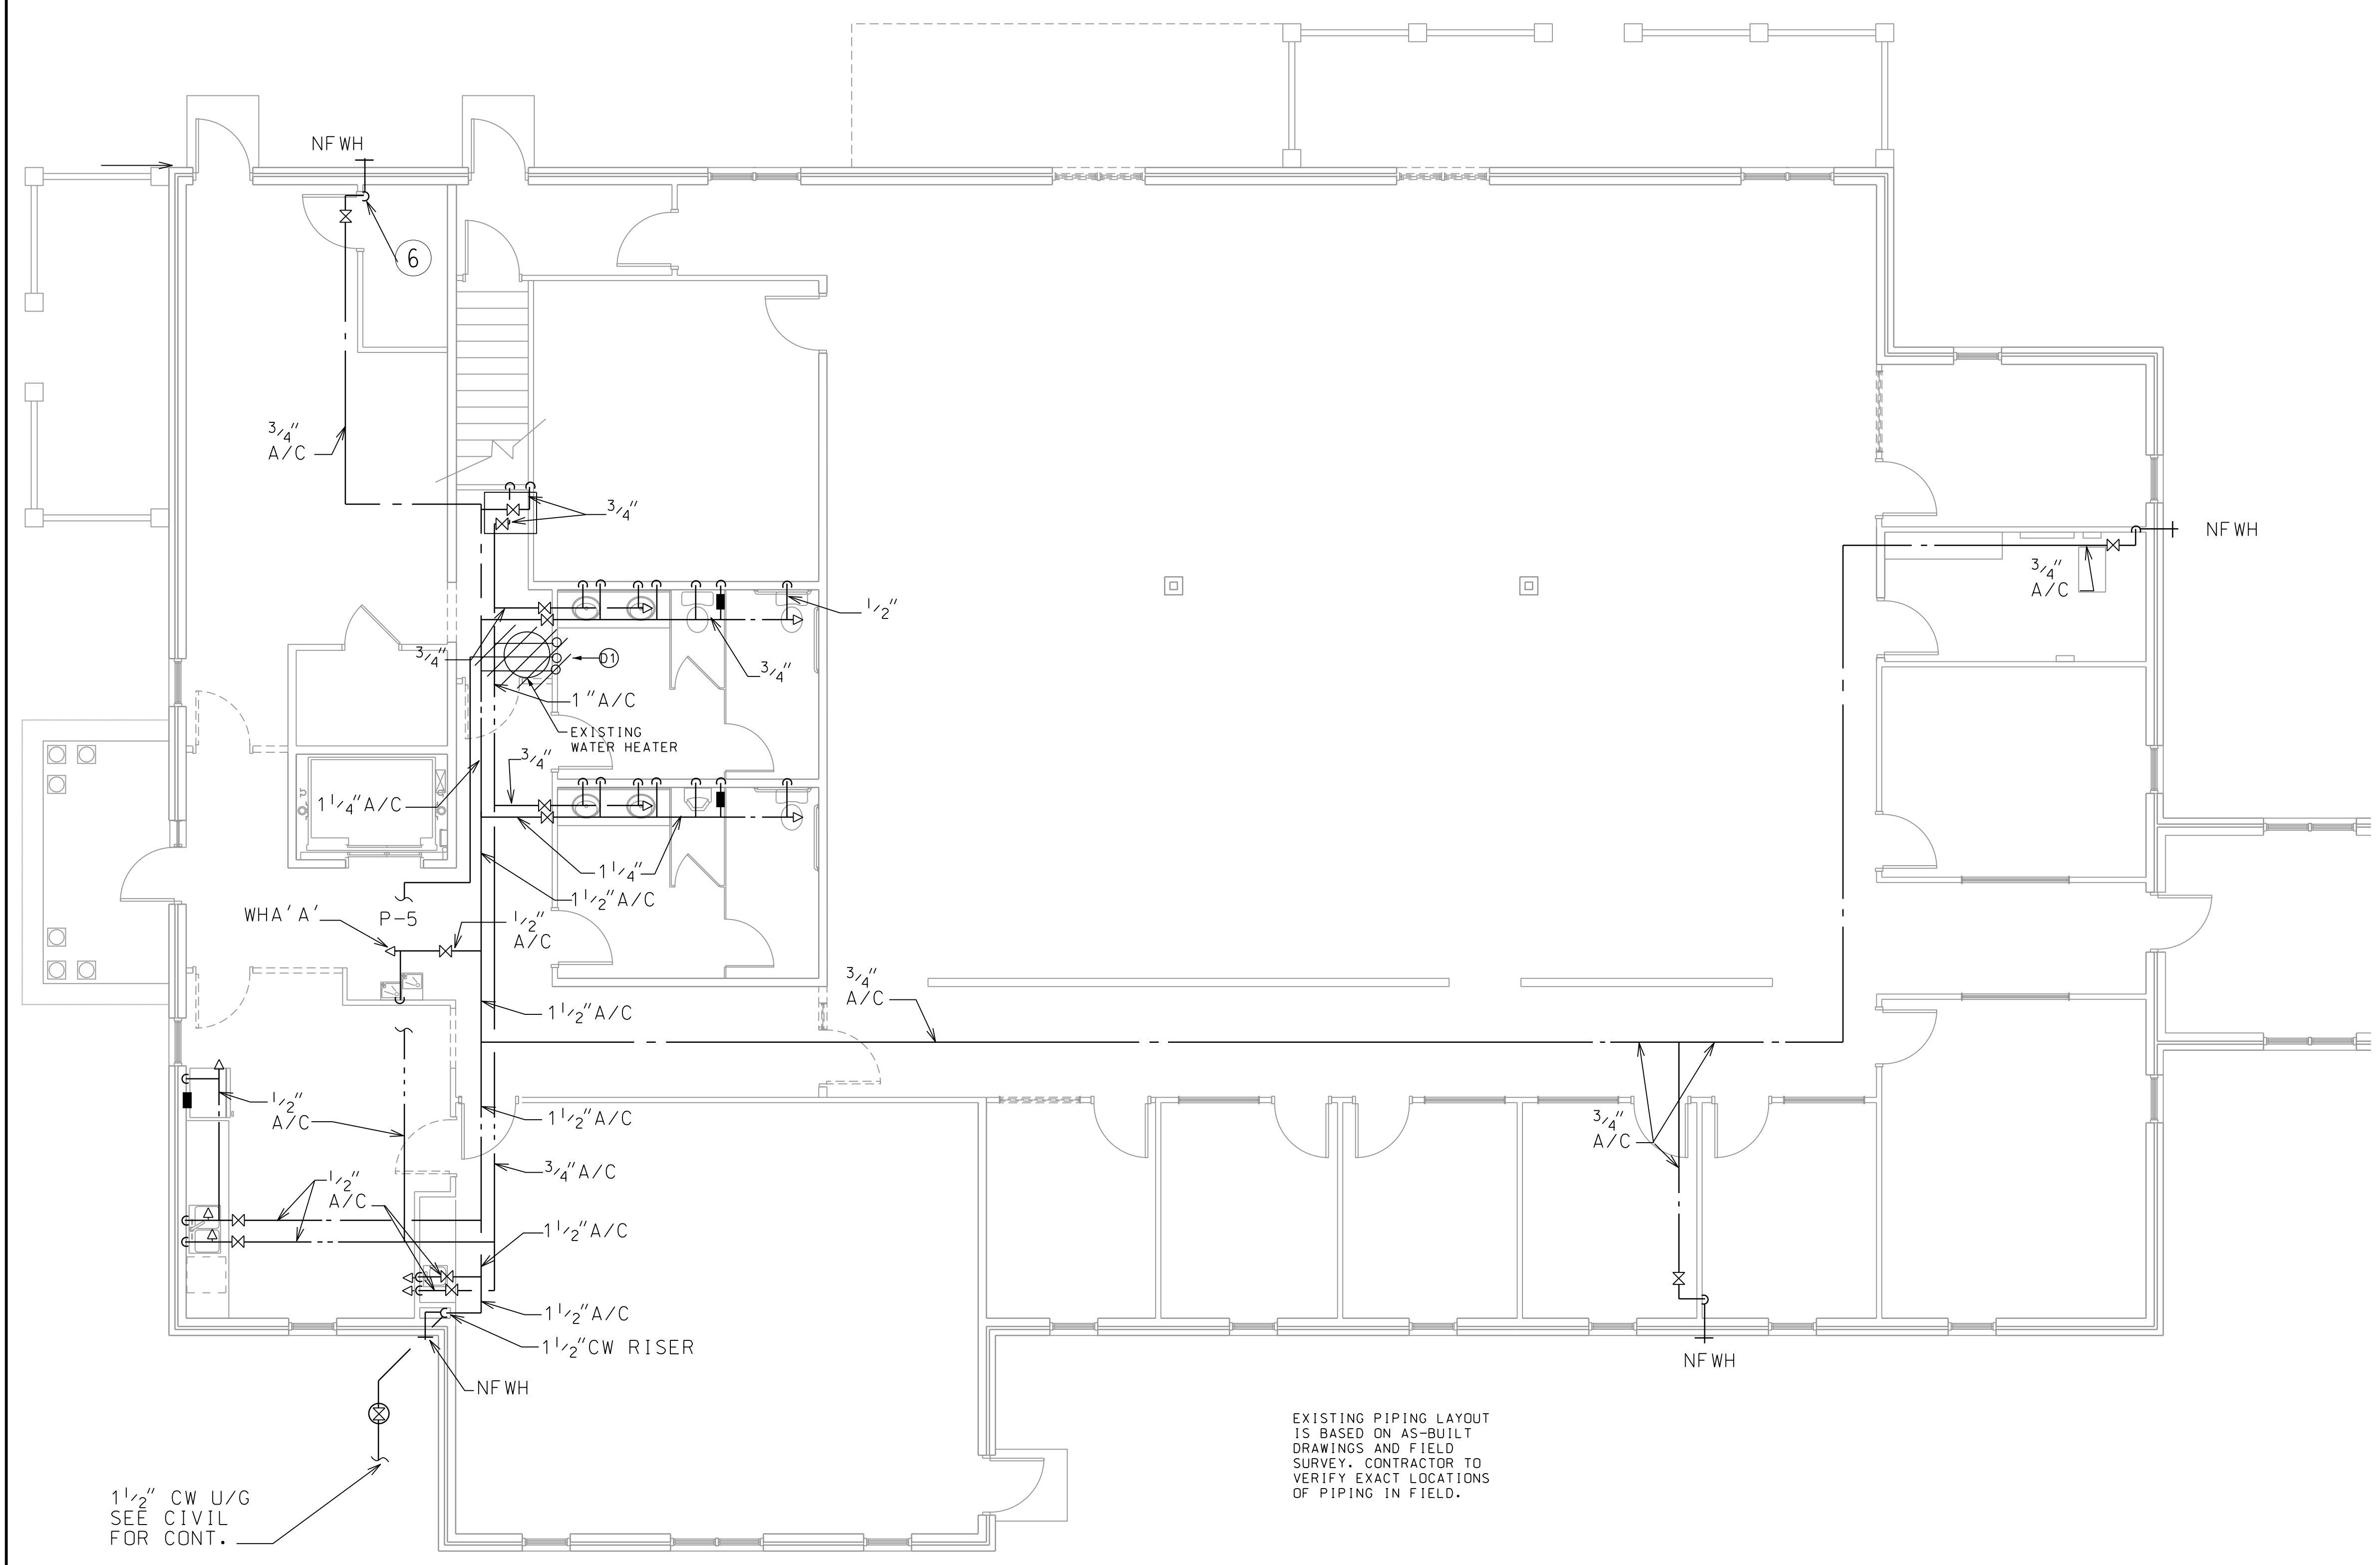 NFWH
6
3/4"
A/C
3/4"
NFWH
3/4"
A/C
1/2"
3/4"
D1
3/4"
1"A/C
EXISTING
WATER HEATER
3/4"
1 1/4"A/C
1 1/4"
1 1/2"A/C
WHA'A'
P-5
1/2"
A/C
3/4"
A/C
1 1/2"A/C
1/2"
A/C
1 1/2"A/C
3/4"
A/C
3/4"A/C
1/2"
A/C
1 1/2"A/C
1 1/2"A/C
1 1/2"CW RISER
NFWH
NFWH
EXISTING PIPING LAYOUT
IS BASED ON AS-BUILT
DRAWINGS AND FIELD
SURVEY. CONTRACTOR TO
VERIFY EXACT LOCATIONS
OF PIPING IN FIELD.
1 1/2" CW U/G
SEE CIVIL
FOR CONT.